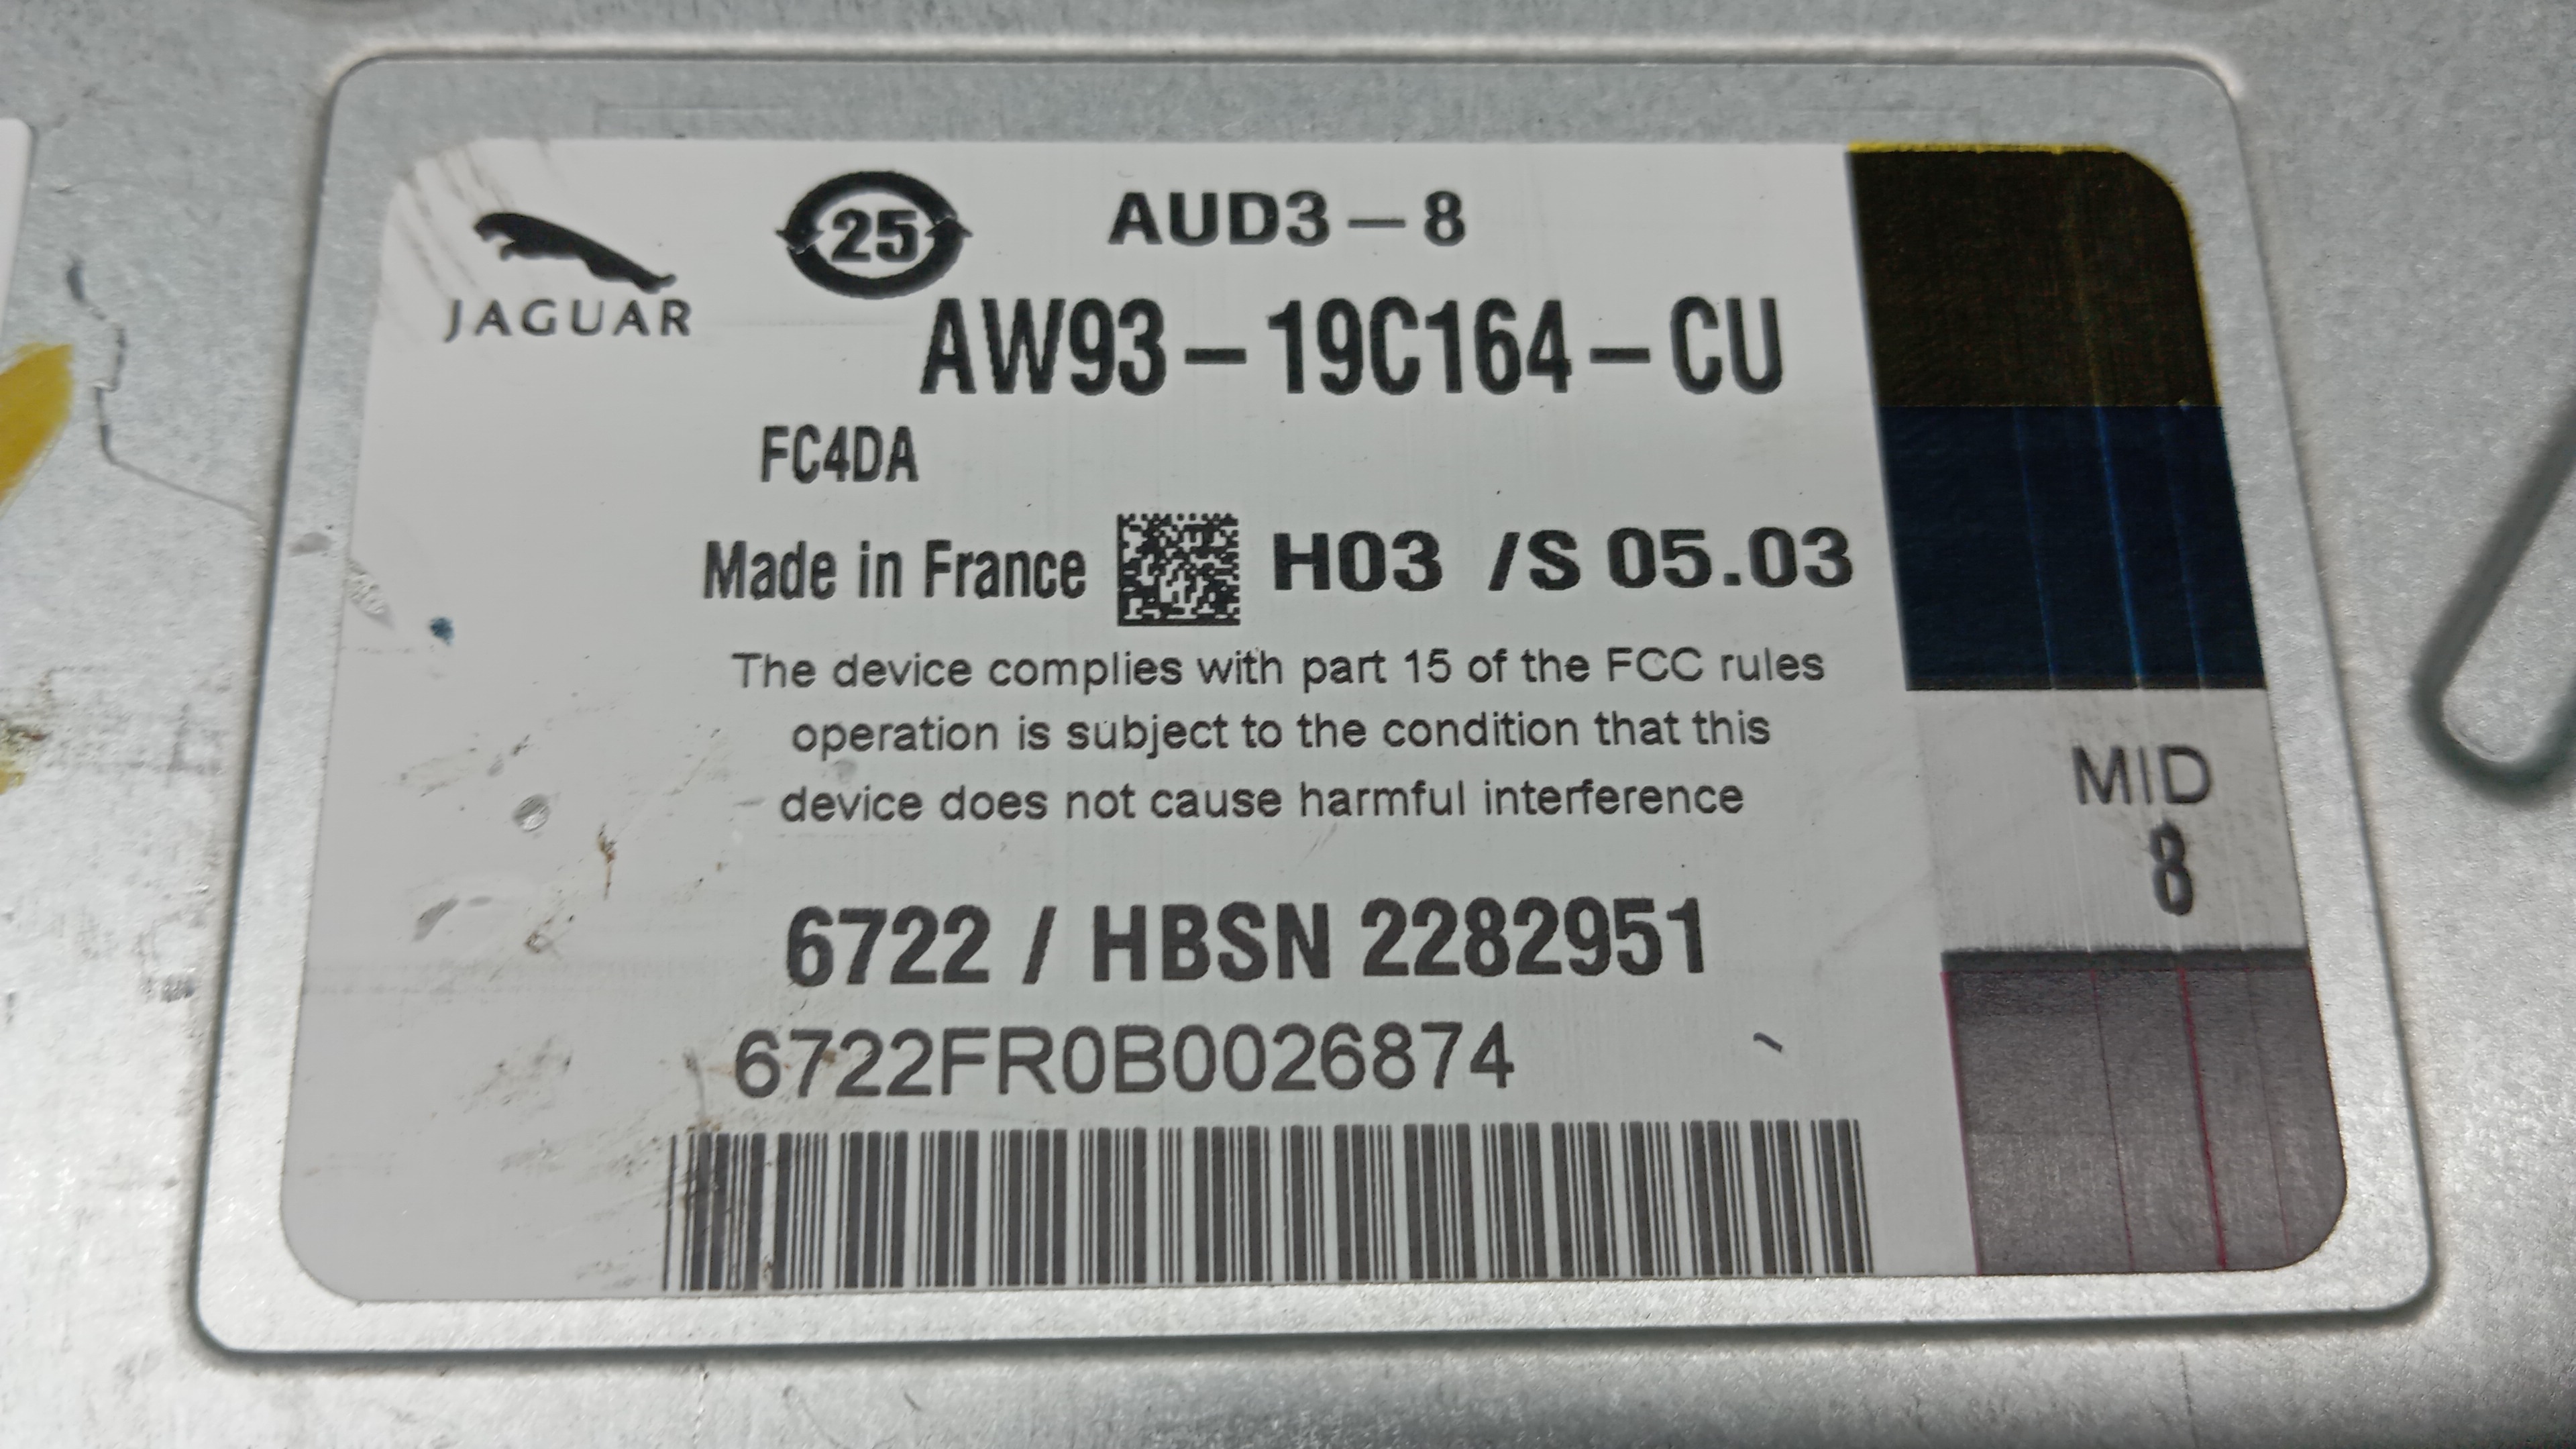 JAGUAR
25
AUD3-8
AW93-19C164-CU
FC4DA
Made in France H03 /S 05.03
The device complies with part 15 of the FCC rules
operation is subject to the condition that this
device does not cause harmful interference
MID
8
6722 / HBSN 2282951
6722FR0B0026874